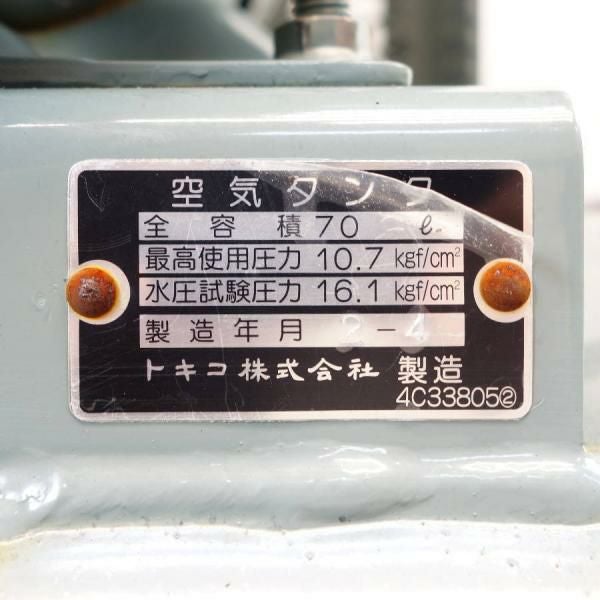 空気タンク
全容積 70 ℓ
最高使用圧力 10.7 kgf/cm²
水圧試験圧力 16.1 kgf/cm²
製造年月 2-4
トキコ株式会社 製造
4C33805②